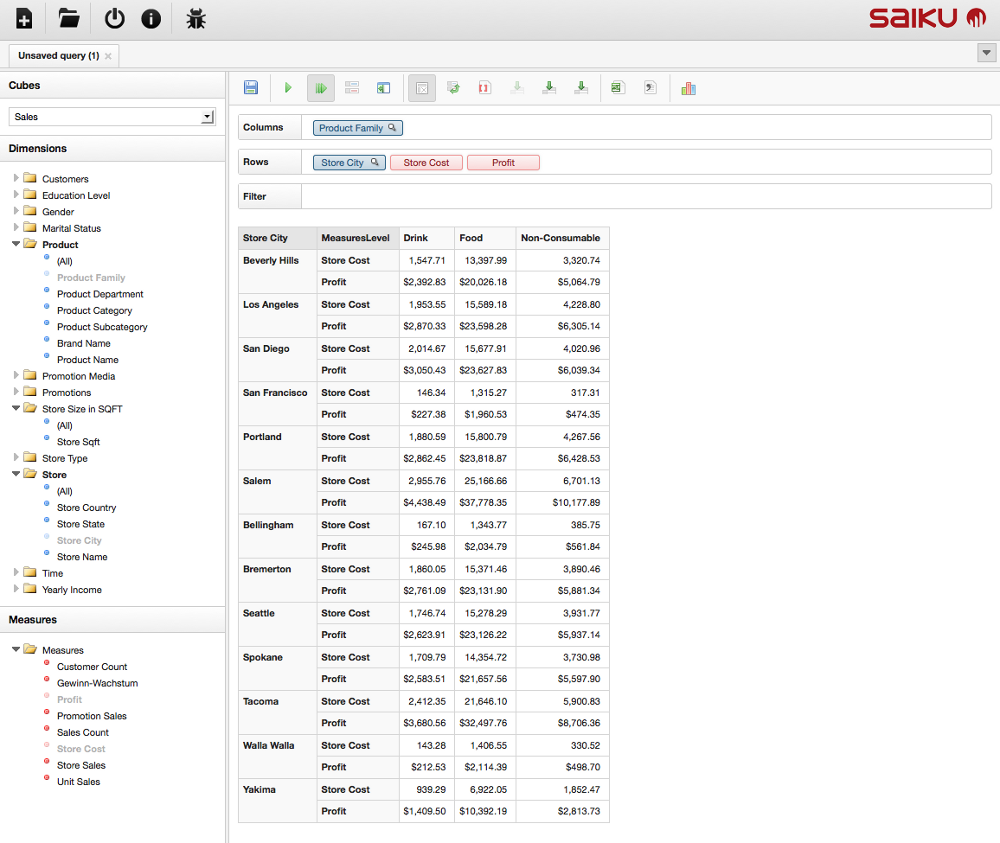 saiku
Unsaved query (1) ×
Cubes
Sales
Dimensions
Customers
Education Level
Gender
Marital Status
Product
(All)
Product Family
Product Department
Product Category
Product Subcategory
Brand Name
Product Name
Promotion Media
Promotions
Store Size in SQFT
(All)
Store Sqft
Store Type
Store
(All)
Store Country
Store State
Store City
Store Name
Time
Yearly Income
Measures
Measures
Customer Count
Gewinn-Wachstum
Profit
Promotion Sales
Sales Count
Store Cost
Store Sales
Unit Sales
Columns Product Family
Rows Store City Store Cost Profit
Filter
Store City MeasuresLevel Drink Food Non-Consumable
Beverly Hills Store Cost 1,547.71 13,397.99 3,320.74
Profit $2,392.83 $20,026.18 $5,064.79
Los Angeles Store Cost 1,953.55 15,589.18 4,228.80
Profit $2,870.33 $23,598.28 $6,305.14
San Diego Store Cost 2,014.67 15,677.91 4,020.96
Profit $3,050.43 $23,627.83 $6,039.34
San Francisco Store Cost 146.34 1,315.27 317.31
Profit $227.38 $1,960.53 $474.35
Portland Store Cost 1,880.59 15,800.79 4,267.56
Profit $2,862.45 $23,818.87 $6,428.53
Salem Store Cost 2,955.76 25,166.66 6,701.13
Profit $4,438.49 $37,778.35 $10,177.89
Bellingham Store Cost 167.10 1,343.77 385.75
Profit $245.98 $2,034.79 $561.84
Bremerton Store Cost 1,860.05 15,371.46 3,890.46
Profit $2,761.09 $23,131.90 $5,881.34
Seattle Store Cost 1,746.74 15,278.29 3,931.77
Profit $2,623.91 $23,126.22 $5,937.14
Spokane Store Cost 1,709.79 14,354.72 3,730.98
Profit $2,583.51 $21,657.56 $5,597.90
Tacoma Store Cost 2,412.35 21,646.10 5,900.83
Profit $3,680.56 $32,497.76 $8,706.36
Walla Walla Store Cost 143.28 1,406.55 330.52
Profit $212.53 $2,114.39 $498.70
Yakima Store Cost 939.29 6,922.05 1,852.47
Profit $1,409.50 $10,392.19 $2,813.73